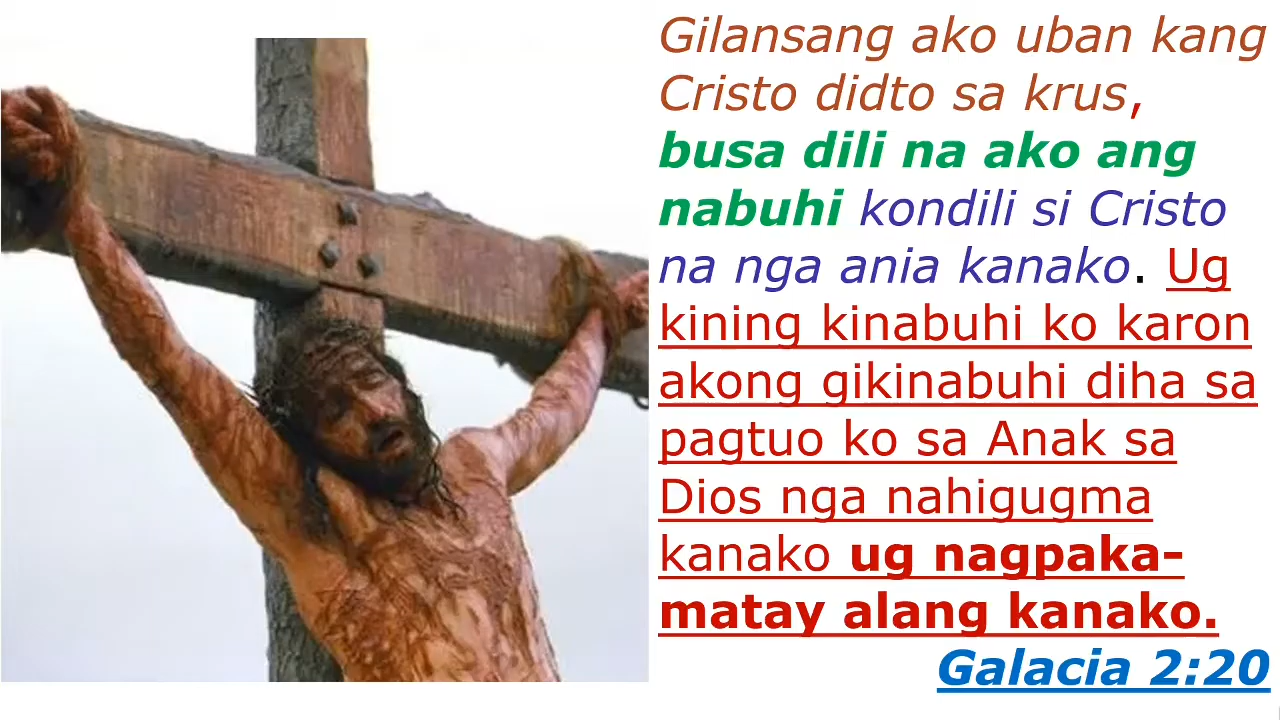 Gilansang ako uban kang
Cristo didto sa krus,
busa dili na ako ang
nabuhi kondili si Cristo
na nga ania kanako. Ug
kining kinabuhi ko karon
akong gikinabuhi diha sa
pagtuo ko sa Anak sa
Dios nga nahigugma
kanako ug nagpaka-
matay alang kanako.
Galacia 2:20